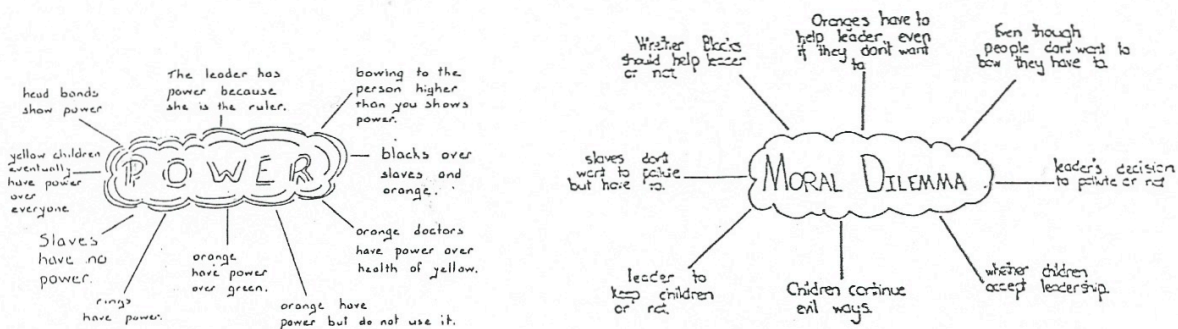 The leader has
power because
she is the ruler.
bowing to the
person higher
than you shows
power.
head bands
show power
POWER
yellow children
eventually
have power
over
everyone
blacks over
slaves and
orange.
Slaves
have no
power.
orange doctors
have power over
health of yellow.
rings
have power.
orange
have power
over green.
orange have
power but do not use it.
Whether Blacks
should help leader
or not
Oranges have to
help leader, even
if they don't want
to
Even though
people don't want to
bow they have to.
slaves don't
want to
but have to.
MORAL DILEMMA
leader's decision
to or not
leader to
keep children
or not.
Children continue
evil ways.
whether children
accept leadership.